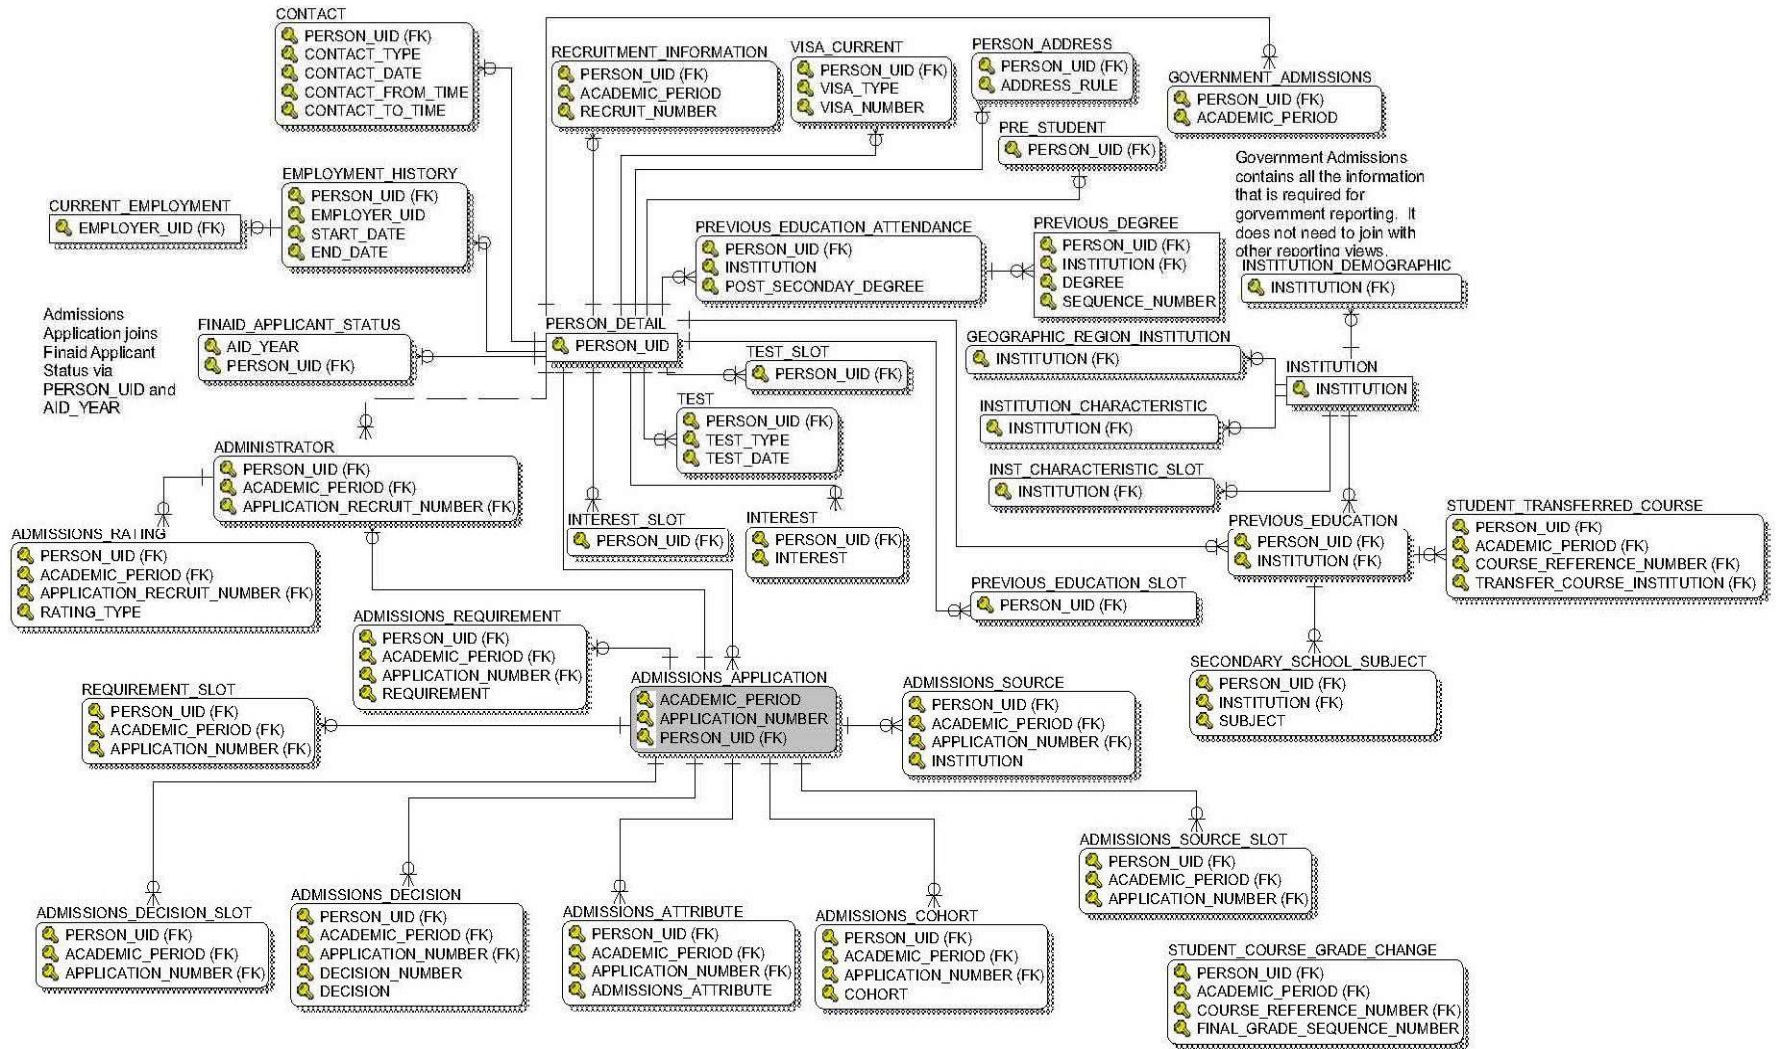 CONTACT
PERSON_UID (FK)
CONTACT_TYPE
CONTACT_DATE
CONTACT_FROM_TIME
CONTACT_TO_TIME
RECRUITMENT_INFORMATION
PERSON_UID (FK)
ACADEMIC_PERIOD
RECRUIT_NUMBER
VISA_CURRENT
PERSON_UID (FK)
VISA_TYPE
VISA_NUMBER
PERSON_ADDRESS
PERSON_UID (FK)
ADDRESS_RULE
GOVERNMENT_ADMISSIONS
PERSON_UID (FK)
ACADEMIC_PERIOD
PRE_STUDENT
PERSON_UID (FK)
Government Admissions
contains all the information
that is required for
gorvernment reporting. It
does not need to join with
other reporting views.
EMPLOYMENT_HISTORY
PERSON_UID (FK)
EMPLOYER_UID
START_DATE
END_DATE
CURRENT_EMPLOYMENT
EMPLOYER_UID (FK)
PREVIOUS_EDUCATION_ATTENDANCE
PERSON_UID (FK)
INSTITUTION
POST_SECONDAY_DEGREE
PREVIOUS_DEGREE
PERSON_UID (FK)
INSTITUTION (FK)
DEGREE
SEQUENCE_NUMBER
INSTITUTION_DEMOGRAPHIC
INSTITUTION (FK)
Admissions
Application joins
Finaid Applicant
Status via
PERSON_UID and
AID_YEAR
FINAID_APPLICANT_STATUS
AID_YEAR
PERSON_UID (FK)
PERSON_DETAIL
PERSON_UID
TEST_SLOT
PERSON_UID (FK)
GEOGRAPHIC_REGION_INSTITUTION
INSTITUTION (FK)
INSTITUTION
INSTITUTION
TEST
PERSON_UID (FK)
TEST_TYPE
TEST_DATE
INSTITUTION_CHARACTERISTIC
INSTITUTION (FK)
ADMINISTRATOR
PERSON_UID (FK)
ACADEMIC_PERIOD (FK)
APPLICATION_RECRUIT_NUMBER (FK)
INST_CHARACTERISTIC_SLOT
INSTITUTION (FK)
ADMISSIONS_RATING
PERSON_UID (FK)
ACADEMIC_PERIOD (FK)
APPLICATION_RECRUIT_NUMBER (FK)
RATING_TYPE
INTEREST_SLOT
PERSON_UID (FK)
INTEREST
PERSON_UID (FK)
INTEREST
PREVIOUS_EDUCATION
PERSON_UID (FK)
INSTITUTION (FK)
STUDENT_TRANSFERRED_COURSE
PERSON_UID (FK)
ACADEMIC_PERIOD (FK)
COURSE_REFERENCE_NUMBER (FK)
TRANSFER_COURSE_INSTITUTION (FK)
PREVIOUS_EDUCATION_SLOT
PERSON_UID (FK)
ADMISSIONS_REQUIREMENT
PERSON_UID (FK)
ACADEMIC_PERIOD (FK)
APPLICATION_NUMBER (FK)
REQUIREMENT
SECONDARY_SCHOOL_SUBJECT
PERSON_UID (FK)
INSTITUTION (FK)
SUBJECT
REQUIREMENT_SLOT
PERSON_UID (FK)
ACADEMIC_PERIOD (FK)
APPLICATION_NUMBER (FK)
ADMISSIONS_APPLICATION
ACADEMIC_PERIOD
APPLICATION_NUMBER
PERSON_UID (FK)
ADMISSIONS_SOURCE
PERSON_UID (FK)
ACADEMIC_PERIOD (FK)
APPLICATION_NUMBER (FK)
INSTITUTION
ADMISSIONS_SOURCE_SLOT
PERSON_UID (FK)
ACADEMIC_PERIOD (FK)
APPLICATION_NUMBER (FK)
ADMISSIONS_DECISION_SLOT
PERSON_UID (FK)
ACADEMIC_PERIOD (FK)
APPLICATION_NUMBER (FK)
ADMISSIONS_DECISION
PERSON_UID (FK)
ACADEMIC_PERIOD (FK)
APPLICATION_NUMBER (FK)
DECISION_NUMBER
DECISION
ADMISSIONS_ATTRIBUTE
PERSON_UID (FK)
ACADEMIC_PERIOD (FK)
APPLICATION_NUMBER (FK)
ADMISSIONS_ATTRIBUTE
ADMISSIONS_COHORT
PERSON_UID (FK)
ACADEMIC_PERIOD (FK)
APPLICATION_NUMBER (FK)
COHORT
STUDENT_COURSE_GRADE_CHANGE
PERSON_UID (FK)
ACADEMIC_PERIOD (FK)
COURSE_REFERENCE_NUMBER (FK)
FINAL_GRADE_SEQUENCE_NUMBER